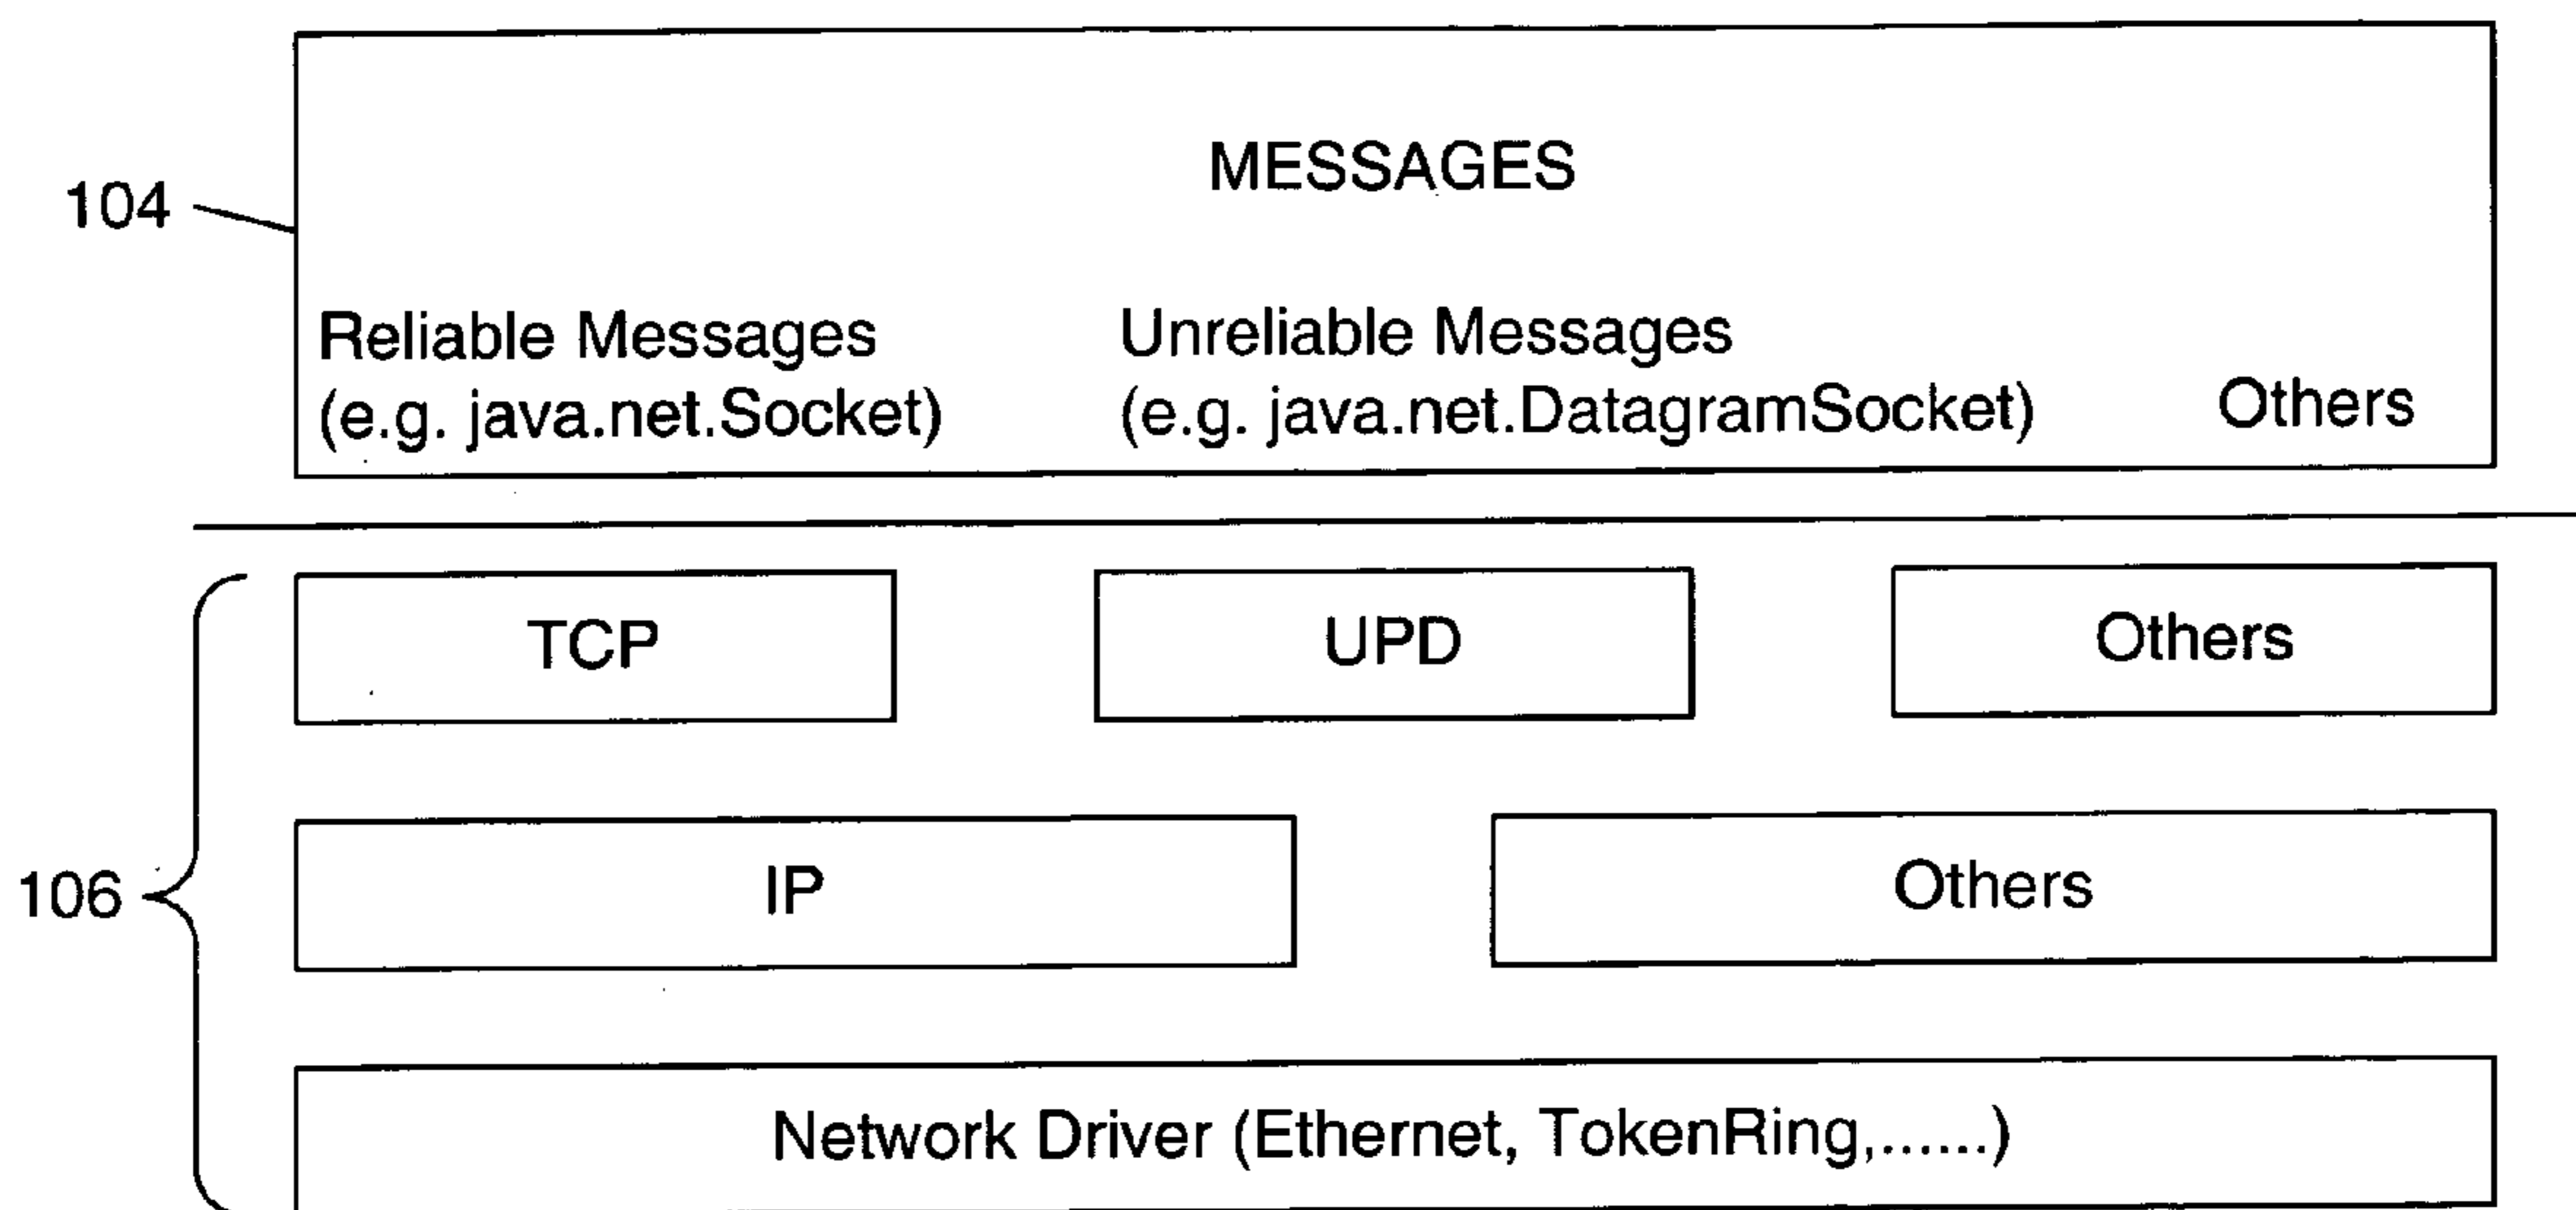 MESSAGES
104
Reliable Messages
(e.g. java.net.Socket)
Unreliable Messages
(e.g. java.net.DatagramSocket)
Others
TCP
UPD
Others
106
IP
Others
Network Driver (Ethernet, TokenRing,......)